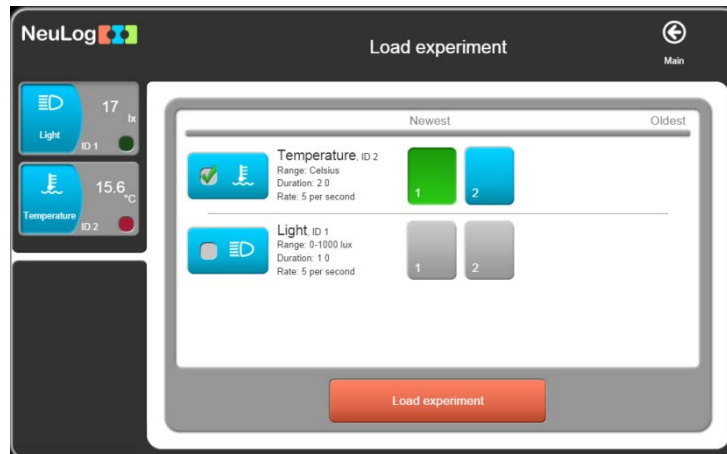 NeuLog
Load experiment
Main
17 lx
Light
ID 1
15.6 °C
Temperature
ID 2
Newest Oldest
Temperature, ID 2
Range: Celsius
Duration: 2 0
Rate: 5 per second
1 2
Light, ID 1
Range: 0-1000 lux
Duration: 1 0
Rate: 5 per second
1 2
Load experiment